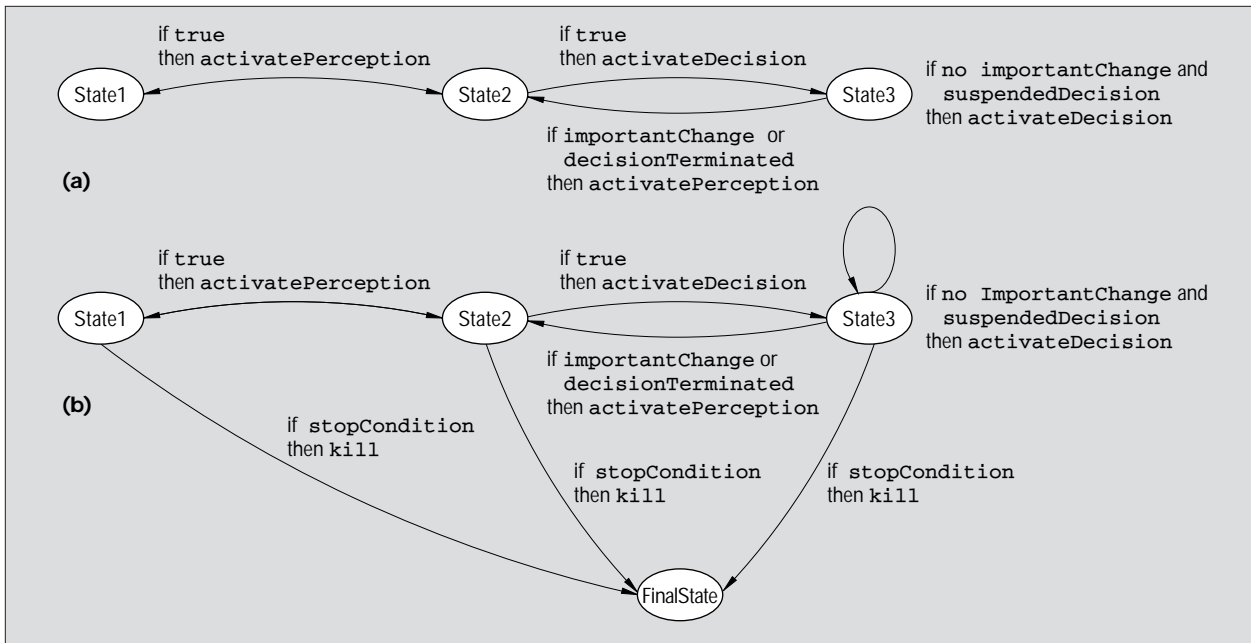 if true
then activatePerception
if true
then activateDecision
State1
State2
State3
if no importantChange and
suspendedDecision
then activateDecision
if importantChange or
decisionTerminated
then activatePerception
(a)
if true
then activatePerception
if true
then activateDecision
State1
State2
State3
if no ImportantChange and
suspendedDecision
then activateDecision
if importantChange or
decisionTerminated
then activatePerception
(b)
if stopCondition
then kill
if stopCondition
then kill
if stopCondition
then kill
FinalState